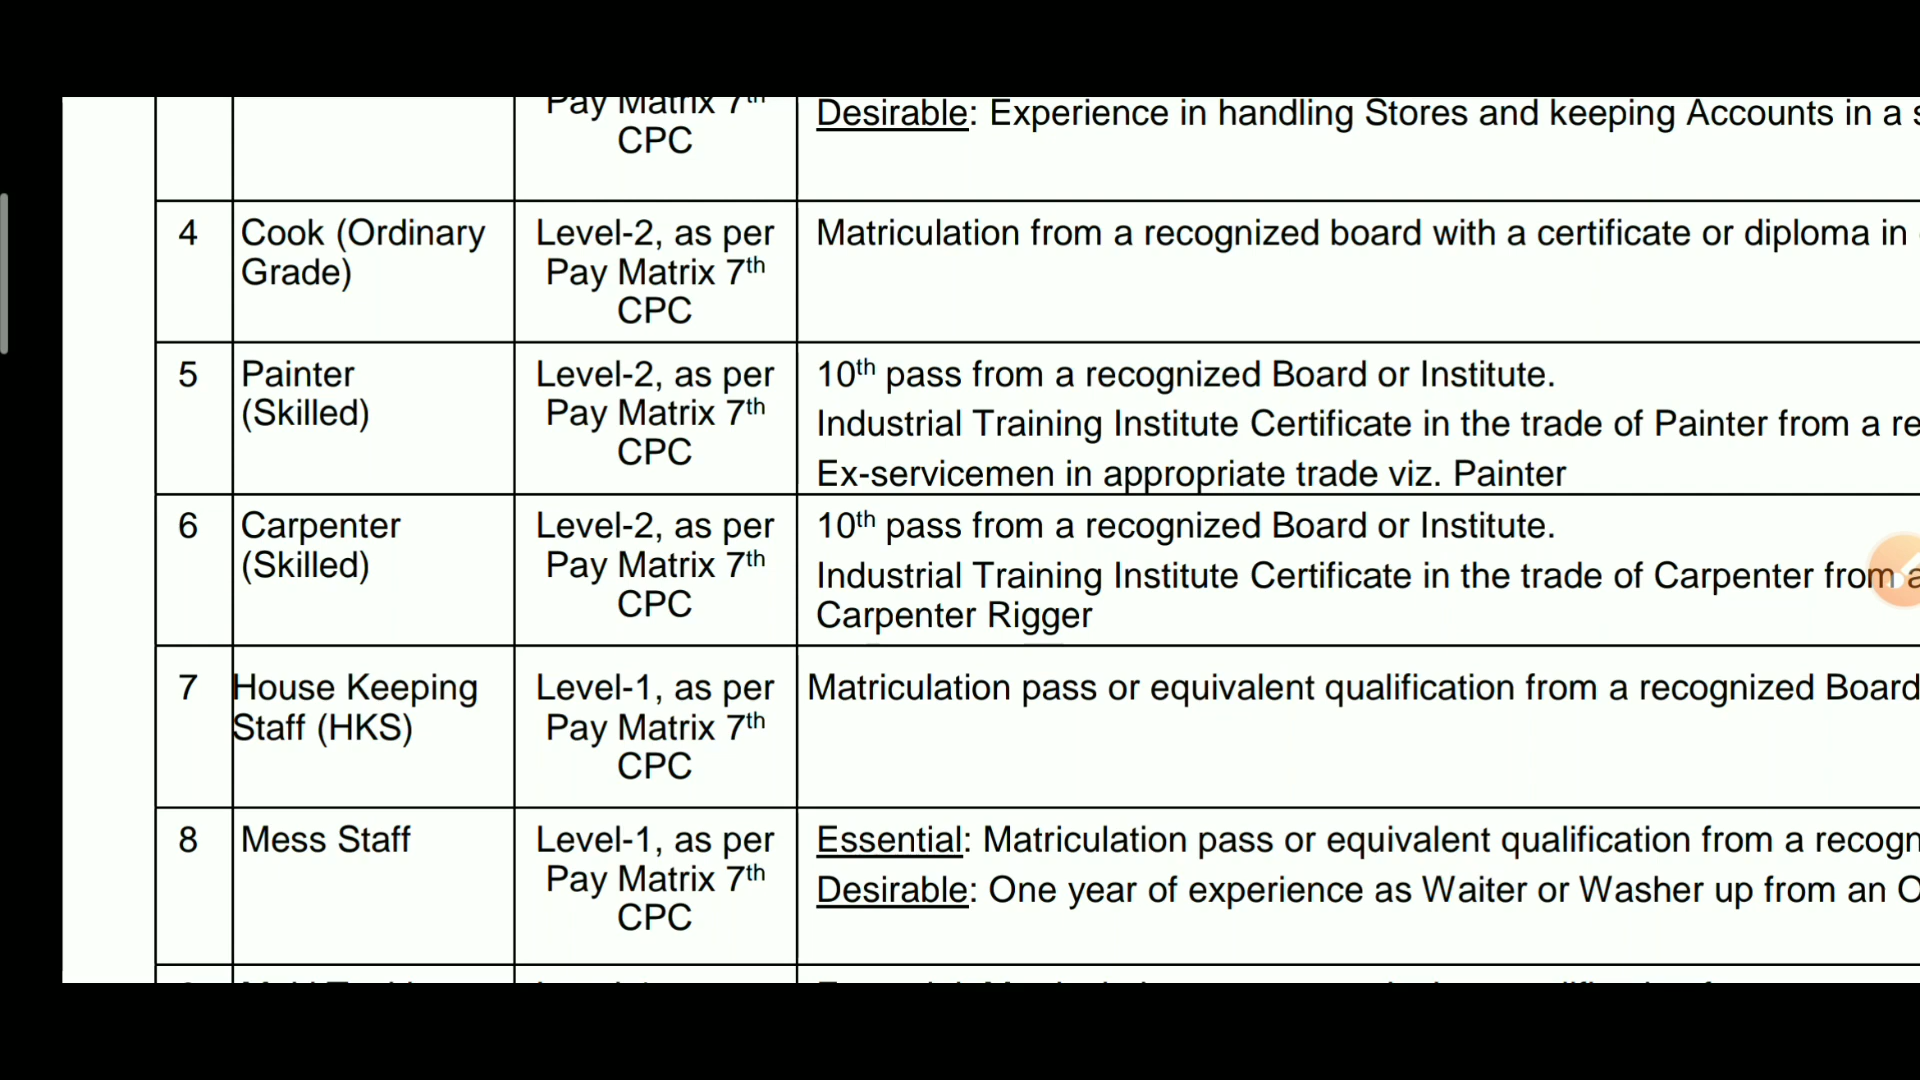 Pay Matrix 7th
CPC
Desirable: Experience in handling Stores and keeping Accounts in a
4
Cook (Ordinary
Grade)
Level-2, as per
Pay Matrix 7th
CPC
Matriculation from a recognized board with a certificate or diploma in
5
Painter
(Skilled)
Level-2, as per
Pay Matrix 7th
CPC
10th pass from a recognized Board or Institute.
Industrial Training Institute Certificate in the trade of Painter from a re
Ex-servicemen in appropriate trade viz. Painter
6
Carpenter
(Skilled)
Level-2, as per
Pay Matrix 7th
CPC
10th pass from a recognized Board or Institute.
Industrial Training Institute Certificate in the trade of Carpenter from a
Carpenter Rigger
7
House Keeping
Staff (HKS)
Level-1, as per
Pay Matrix 7th
CPC
Matriculation pass or equivalent qualification from a recognized Board
8
Mess Staff
Level-1, as per
Pay Matrix 7th
CPC
Essential: Matriculation pass or equivalent qualification from a recogn
Desirable: One year of experience as Waiter or Washer up from an O